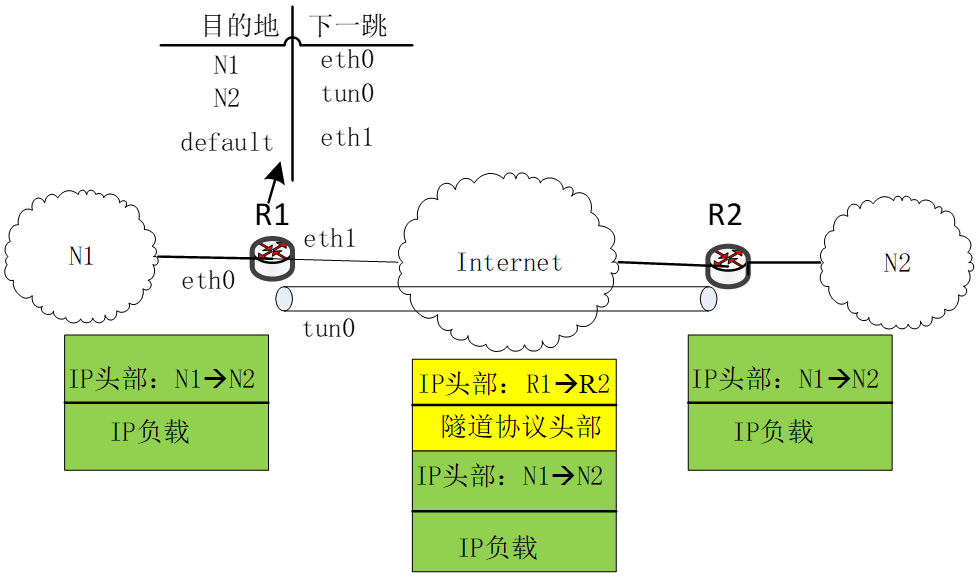 目的地 下一跳
N1 eth0
N2 tun0
default eth1
R1
R2
eth1
N1
Internet
N2
eth0
tun0
IP头部：N1→N2
IP负载
IP头部：R1→R2
隧道协议头部
IP头部：N1→N2
IP负载
IP头部：N1→N2
IP负载